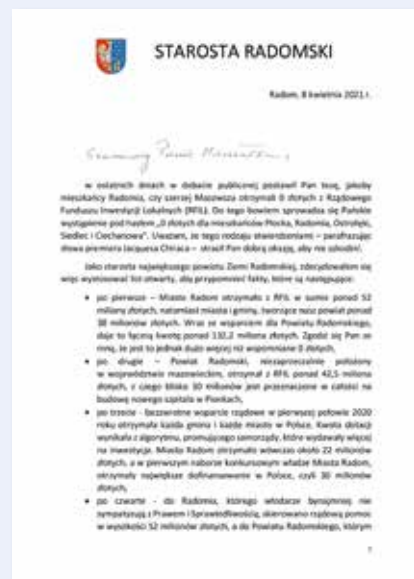 STAROSTA RADOMSKI
Radom, 8 kwietnia 2021 r.
Szanowny Panie Marszałku,
w ostatnich dniach w debacie publicznej postawił Pan tezę, jakoby
mieszkańcy Radomia, czy szerzej Mazowsza otrzymali 0 złotych z Rządowego
Funduszu Inwestycji Lokalnych (RFIL). Do tego bowiem sprowadza się Pańskie
wystąpienie pod hasłem „0 złotych dla mieszkańców Płocka, Radomia, Ostrołęki,
Siedlec i Ciechanowa". Uważam, że tego rodzaju stwierdzeniami – parafrazując
słowa premiera Jacquesa Chiraca – stracił Pan dobrą okazję, aby nie szkodzić.
Jako starosta największego powiatu Ziemi Radomskiej, zdecydowałem się
więc wystosować list otwarty, aby przypomnieć fakty, które są następujące:
• po pierwsze – Miasto Radom otrzymało z RFIL w sumie ponad 52
miliony złotych, natomiast miasta i gminy, tworzące nasz powiat ponad
38 milionów złotych. Wraz ze wsparciem dla Powiatu Radomskiego,
daje to łączną kwotę ponad 132,2 miliona złotych. Zgodzi się Pan ze
mną, że jest to jednak dużo więcej niż wspomniane 0 złotych.
• po drugie – Powiat Radomski, niezaprzeczalnie położony
w województwie mazowieckim, otrzymał z RFIL ponad 42,5 miliona
złotych, z czego blisko 30 milionów jest przeznaczone w całości na
budowę nowego szpitala w Pionkach,
• po trzecie - bezzwrotne wsparcie rządowe w pierwszej połowie 2020
roku otrzymała każda gmina i każde miasto w Polsce. Kwota dotacji
wynikała z algorytmu, promującego samorządy, które wydawały więcej
na inwestycje. Miasto Radom otrzymało wówczas około 22 milionów
złotych, a w pierwszym naborze konkursowym władze Miasta Radom,
otrzymały największe dofinansowanie w Polsce, czyli 30 milionów
złotych,
• po czwarte - do Radomia, którego włodarze bynajmniej nie
sympatyzują z Prawem i Sprawiedliwością, skierowano rządową pomoc
w wysokości 52 milionów złotych, a do Powiatu Radomskiego, którym